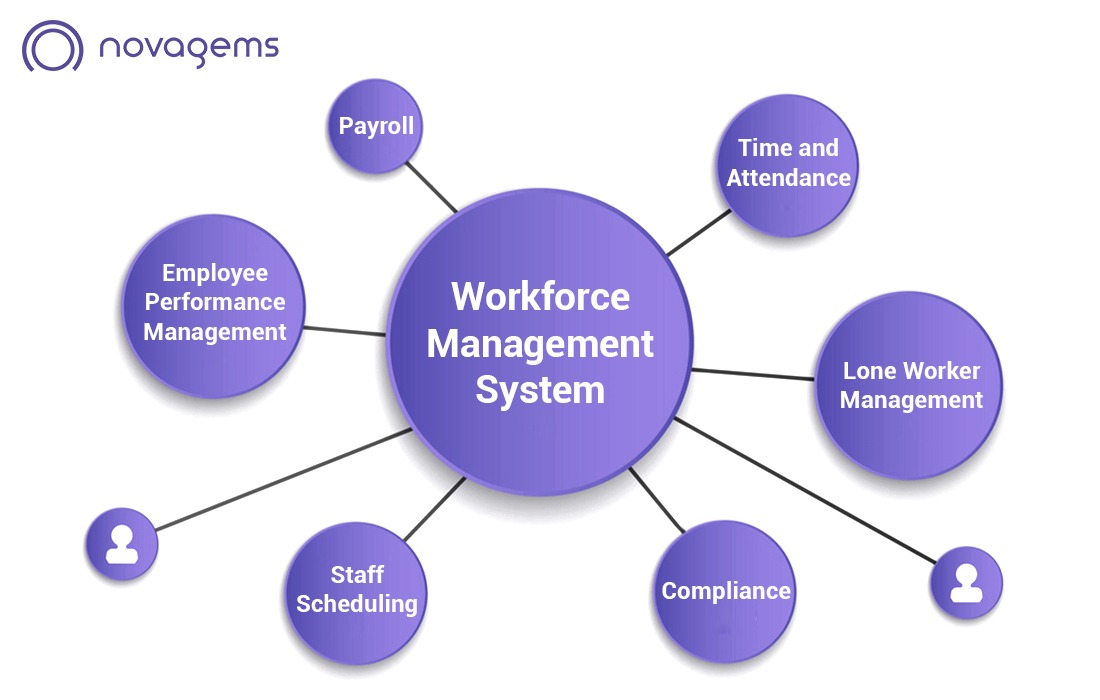 novagems
Payroll
Time and
Attendance
Employee
Performance
Management
Workforce
Management
System
Lone Worker
Management
Staff
Scheduling
Compliance